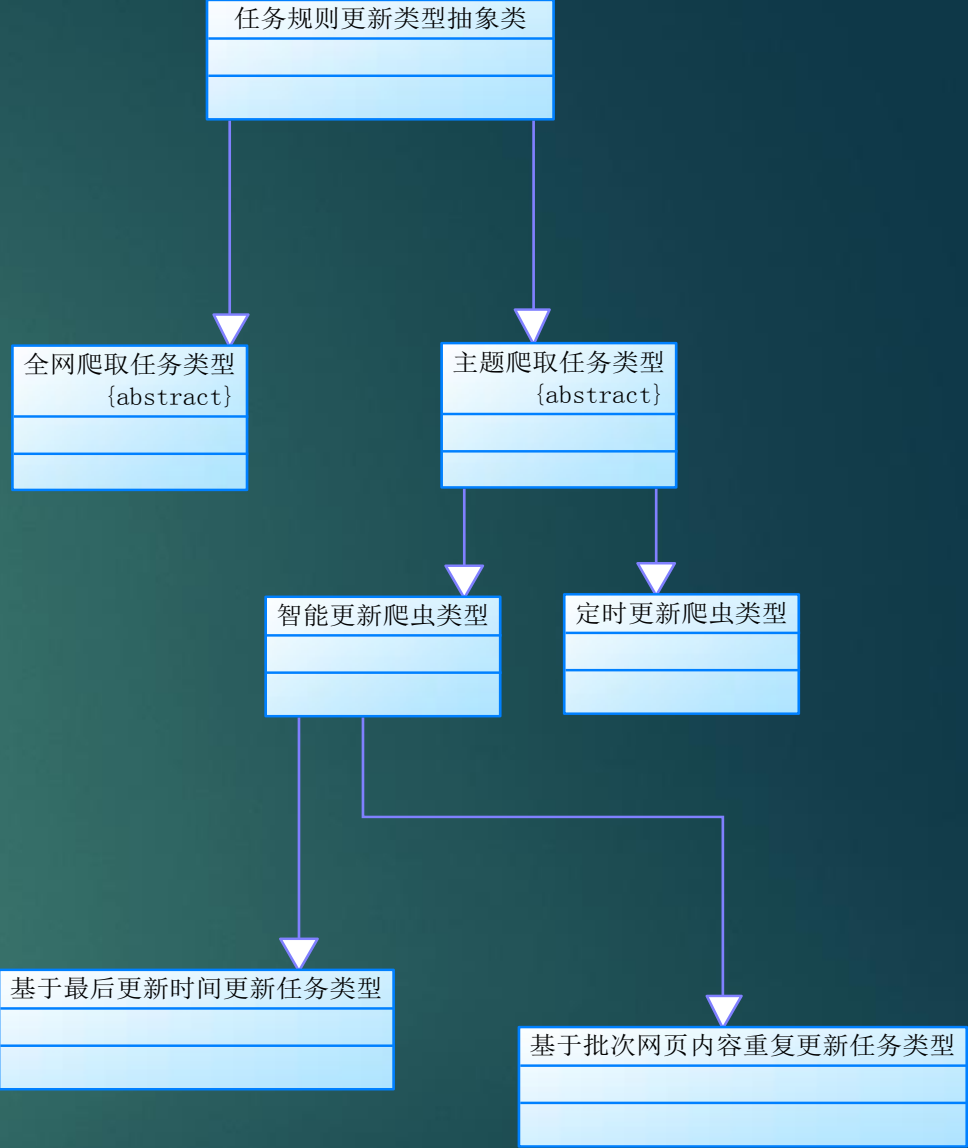 任务规则更新类型抽象类
全网爬取任务类型
{abstract}
主题爬取任务类型
{abstract}
智能更新爬虫类型
定时更新爬虫类型
基于最后更新时间更新任务类型
基于批次网页内容重复更新任务类型